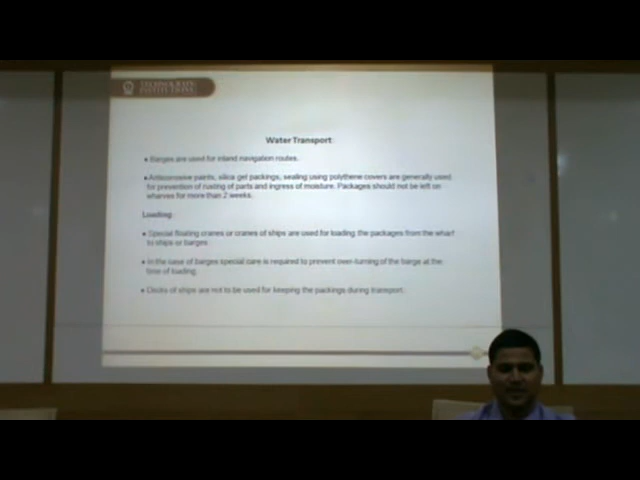 TECHNOCRATS
INSTITUTIONS
Water Transport:
• Barges are used for inland navigation routes.
• Anticorrosive paints, silica gel packings, sealing using polythene covers are generally used
for prevention of rusting of parts and ingress of moisture. Packages should not be left on
wharves for more than 2 weeks.
Loading:
• Special floating cranes or cranes of ships are used for loading the packages from the wharf
to ships or barges.
• In the case of barges special care is required to prevent over-turning of the barge at the
time of loading.
• Decks of ships are not to be used for keeping the packings during transport.